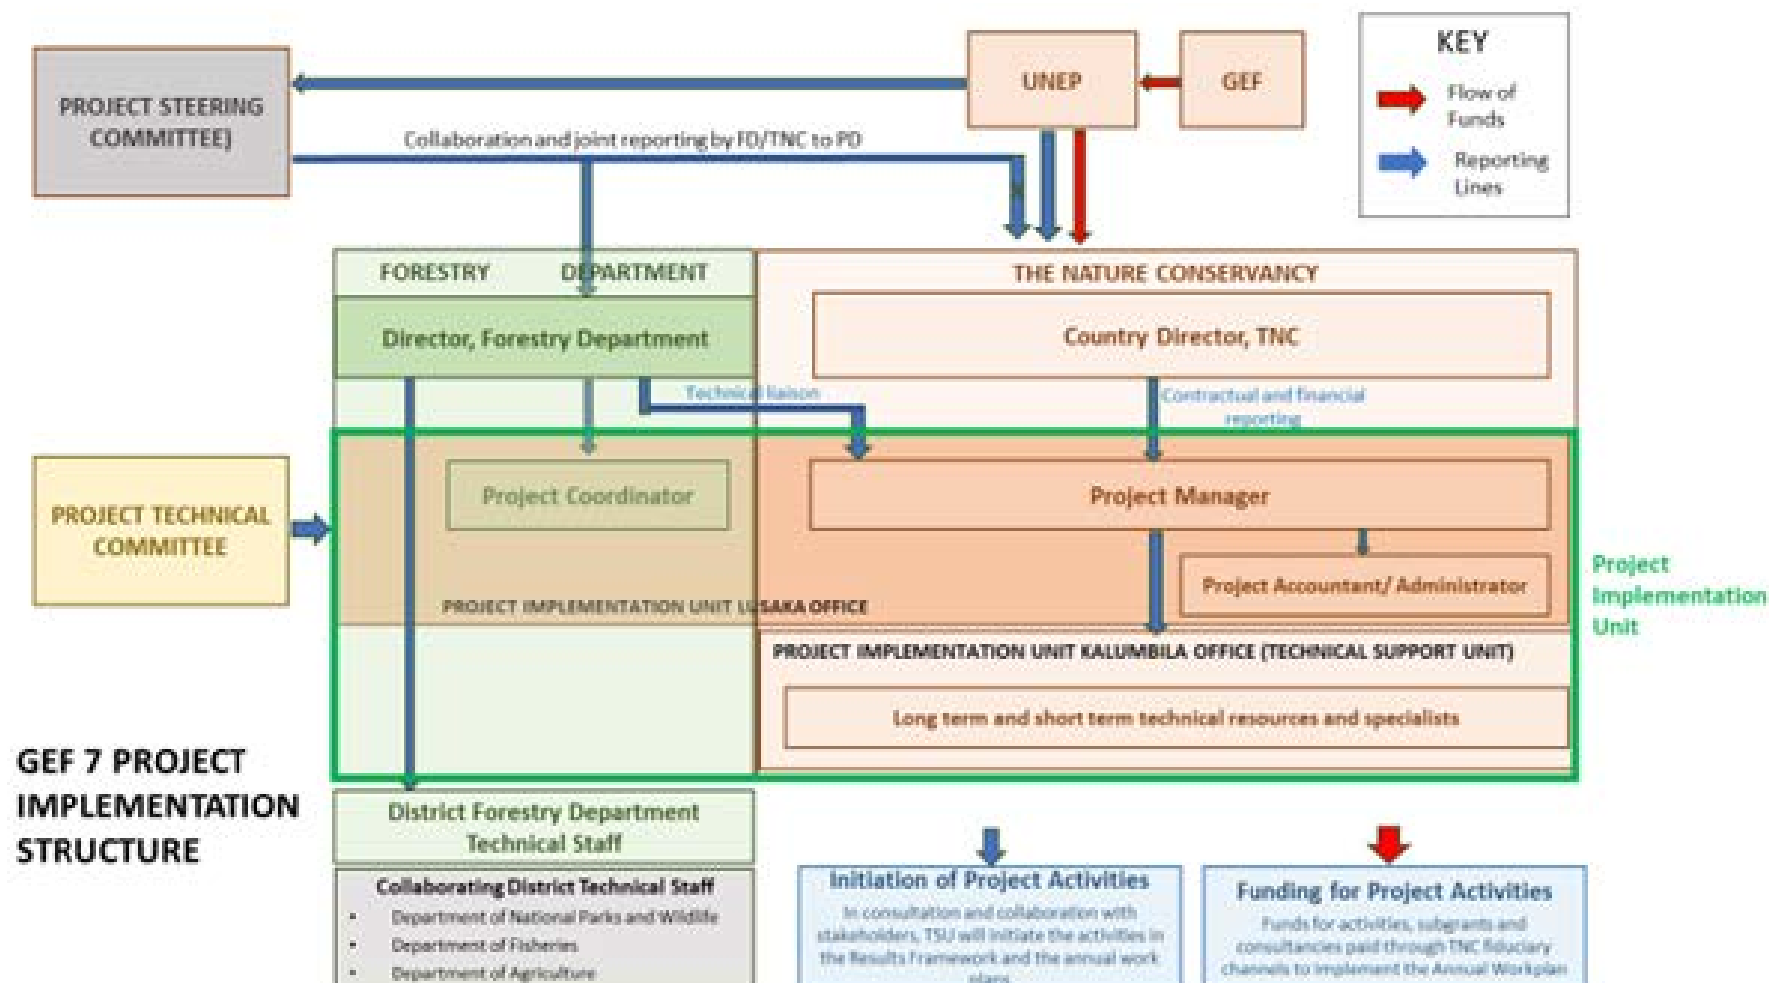 PROJECT STEERING
COMMITTEE)
UNEP
GEF
KEY
Flow of
Funds
Reporting
Lines
Collaboration and joint reporting by FD/TNC to PD
FORESTRY DEPARTMENT
THE NATURE CONSERVANCY
Director, Forestry Department
Country Director, TNC
Technical liaison
Contractual and financial
reporting
PROJECT TECHNICAL
COMMITTEE
Project Coordinator
Project Manager
Project Accountant/ Administrator
PROJECT IMPLEMENTATION UNIT LUSAKA OFFICE
Project
Implementation
Unit
PROJECT IMPLEMENTATION UNIT KALUMBILA OFFICE (TECHNICAL SUPPORT UNIT)
Long term and short term technical resources and specialists
GEF 7 PROJECT
IMPLEMENTATION
STRUCTURE
District Forestry Department
Technical Staff
Collaborating District Technical Staff
• Department of National Parks and Wildlife
• Department of Fisheries
• Department of Agriculture
Initiation of Project Activities
In consultation and collaboration with
stakeholders, TSU will initiate the activities in
the Results Framework and the annual work
plans
Funding for Project Activities
Funds for activities, subgrants and
consultancies paid through TNC fiduciary
channels to implement the Annual Workplan